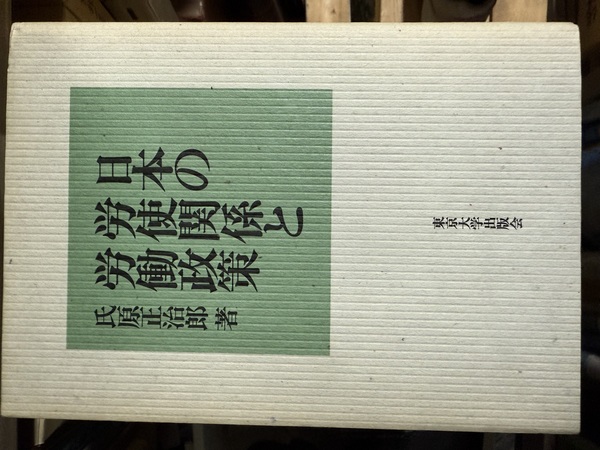 日本の
労使関係と
労働政策
氏原正治郎 著
東京大学出版会